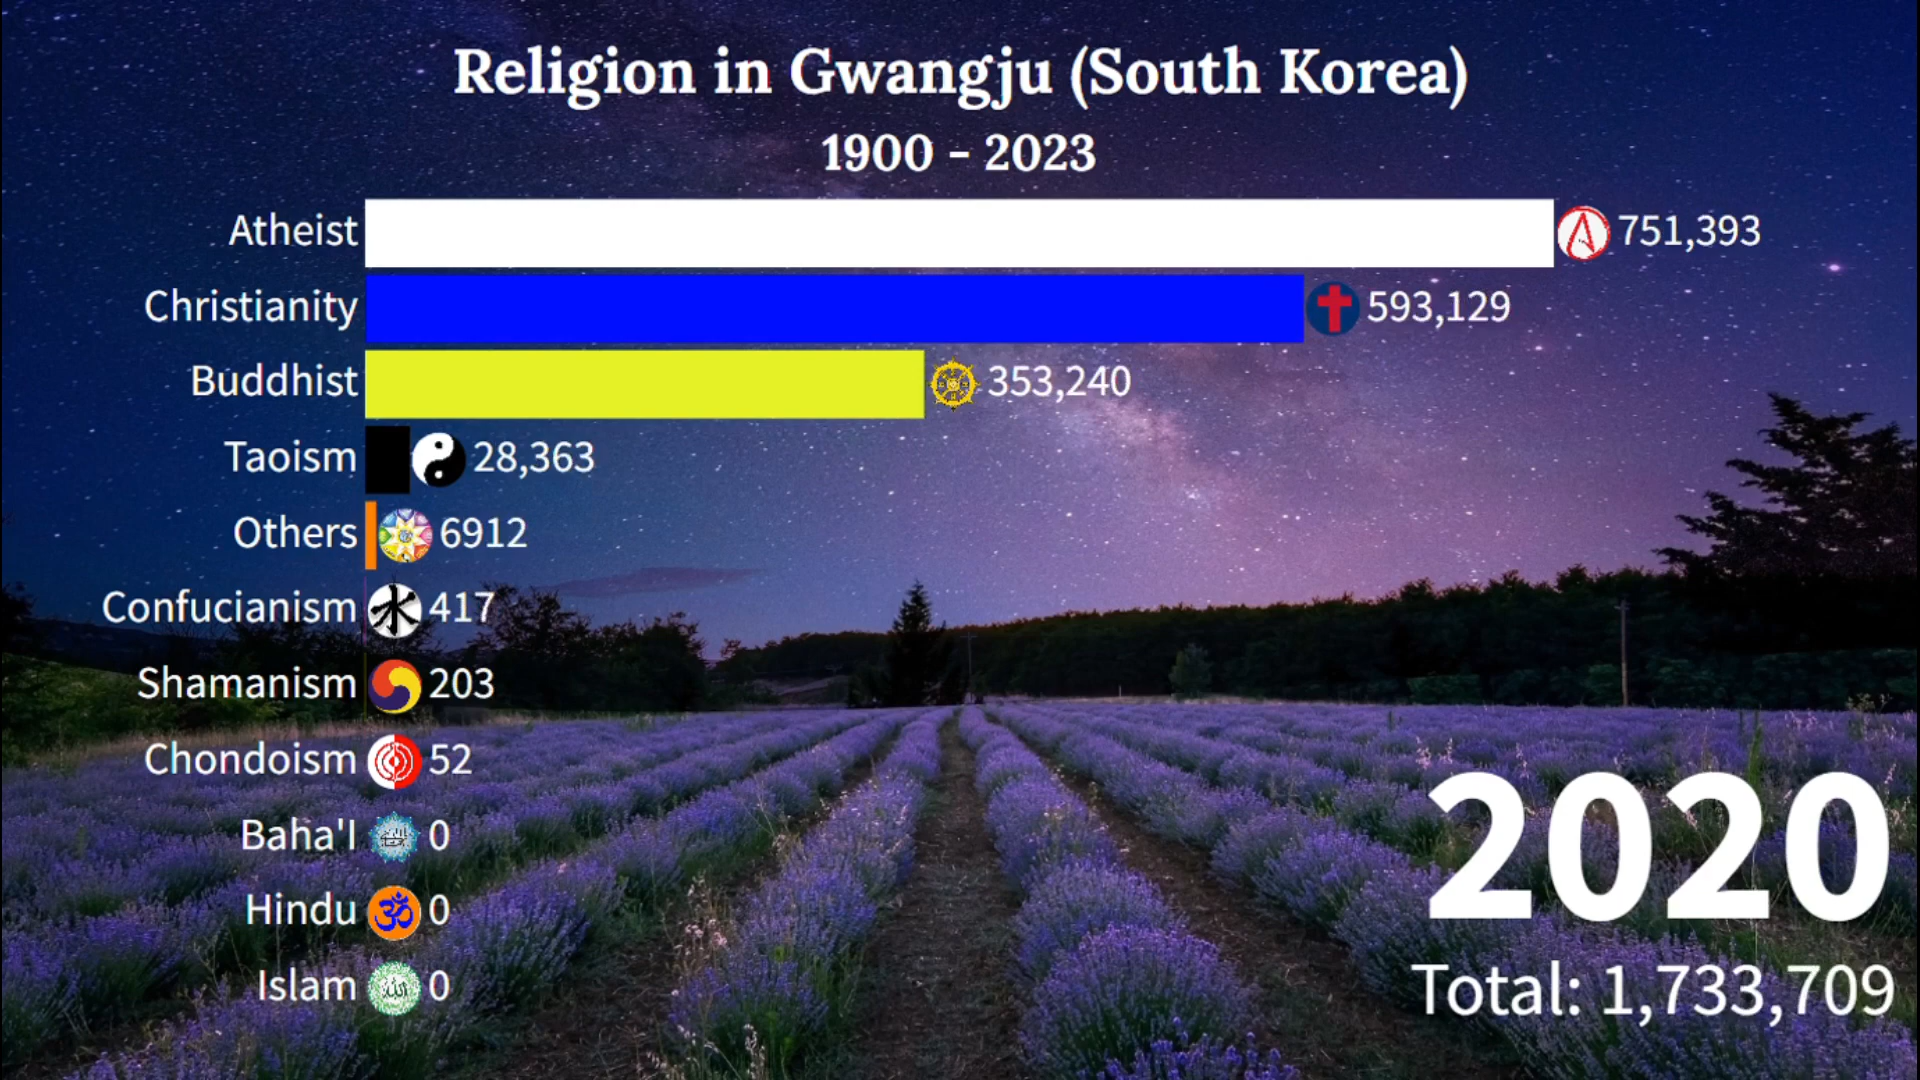 Religion in Gwangju (South Korea)
1900 - 2023
Atheist 751,393
Christianity 593,129
Buddhist 353,240
Taoism 28,363
Others 6912
Confucianism 417
Shamanism 203
Chondoism 52
Baha'I 0
Hindu 0
Islam 0
2020
Total: 1,733,709